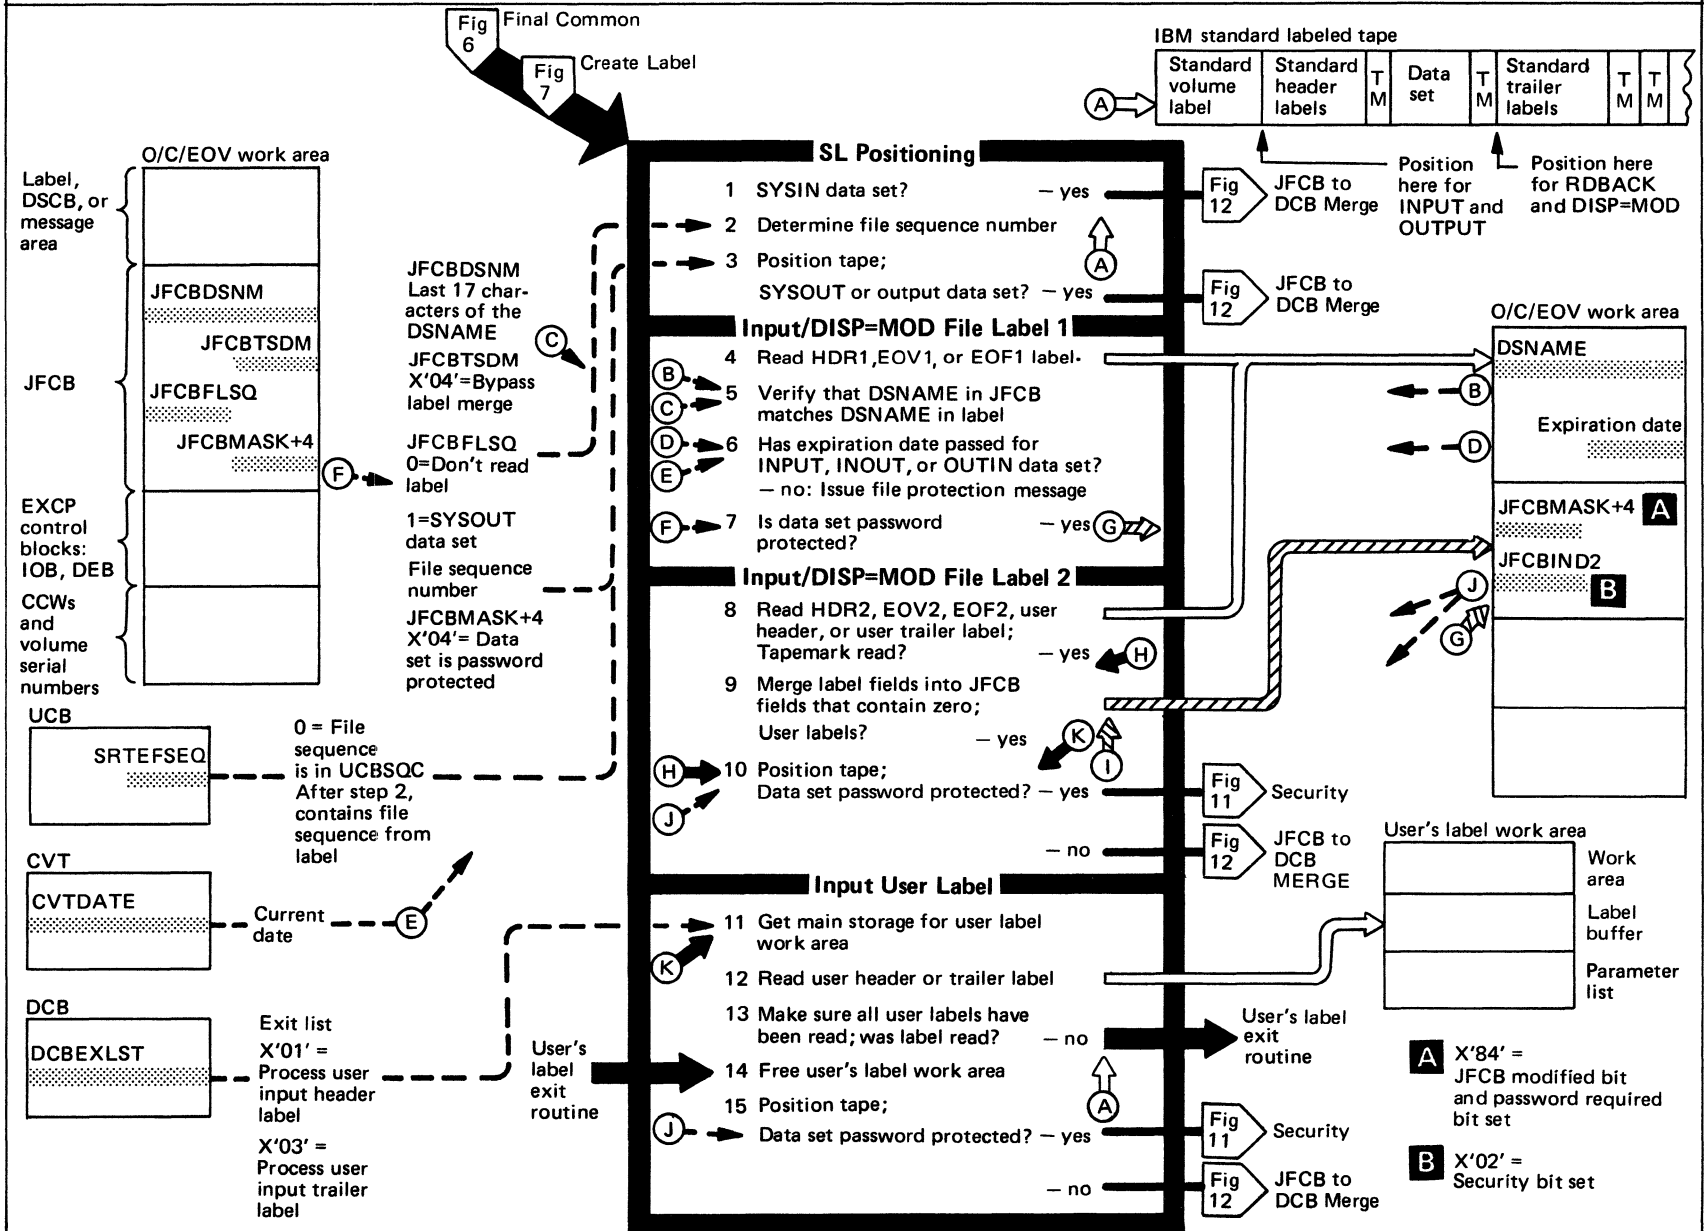 Fig
6
Final Common
Fig
7
Create Label
IBM standard labeled tape
Standard
volume
label
Standard
header
labels
T
M
Data
set
T
M
Standard
trailer
labels
T
M
T
M
A
Position
here for
INPUT and
OUTPUT
Position here
for RDBACK
and DISP=MOD
O/C/EOV work area
Label,
DSCB, or
message
area
JFCB
JFCBDSNM
JFCBTSDM
JFCBFLSQ
JFCBMASK+4
EXCP
control
blocks:
IOB, DEB
CCWs
and
volume
serial
numbers
F
JFCBDSNM
Last 17 char-
acters of the
DSNAME
C
JFCBTSDM
X'04'=Bypass
label merge
JFCBFLSQ
0=Don't read
label
1=SYSOUT
data set
File sequence
number
JFCBMASK+4
X'04'= Data
set is password
protected
UCB
SRTEFSEQ
0 = File
sequence
is in UCBSQC
After step 2,
contains file
sequence from
label
CVT
CVTDATE
Current
date
E
DCB
DCBEXLST
Exit list
X'01' =
Process user
input header
label
X'03' =
Process user
input trailer
label
User's
label
exit
routine
SL Positioning
1 SYSIN data set? – yes
Fig
12
JFCB to
DCB Merge
2 Determine file sequence number
A
3 Position tape;
SYSOUT or output data set? – yes
Fig
12
JFCB to
DCB Merge
Input/DISP=MOD File Label 1
4 Read HDR1,EOV1, or EOF1 label.
B
C
5 Verify that DSNAME in JFCB
matches DSNAME in label
D
E
6 Has expiration date passed for
INPUT, INOUT, or OUTIN data set?
– no: Issue file protection message
F
7 Is data set password – yes
protected?
G
Input/DISP=MOD File Label 2
8 Read HDR2, EOV2, EOF2, user
header, or user trailer label;
Tapemark read? – yes
H
9 Merge label fields into JFCB
fields that contain zero;
User labels? – yes
K
I
H
10 Position tape;
Data set password protected? – yes
J
Fig
11
Security
– no
Fig
12
JFCB to
DCB
MERGE
Input User Label
11 Get main storage for user label
work area
K
12 Read user header or trailer label
13 Make sure all user labels have
been read; was label read? – no
User's label
exit
routine
14 Free user's label work area
15 Position tape;
A
J
Data set password protected? – yes
Fig
11
Security
– no
Fig
12
JFCB to
DCB Merge
O/C/EOV work area
DSNAME
B
Expiration date
D
JFCBMASK+4
A
JFCBIND2
B
J
G
User's label work area
Work
area
Label
buffer
Parameter
list
A
X'84' =
JFCB modified bit
and password required
bit set
B
X'02' =
Security bit set